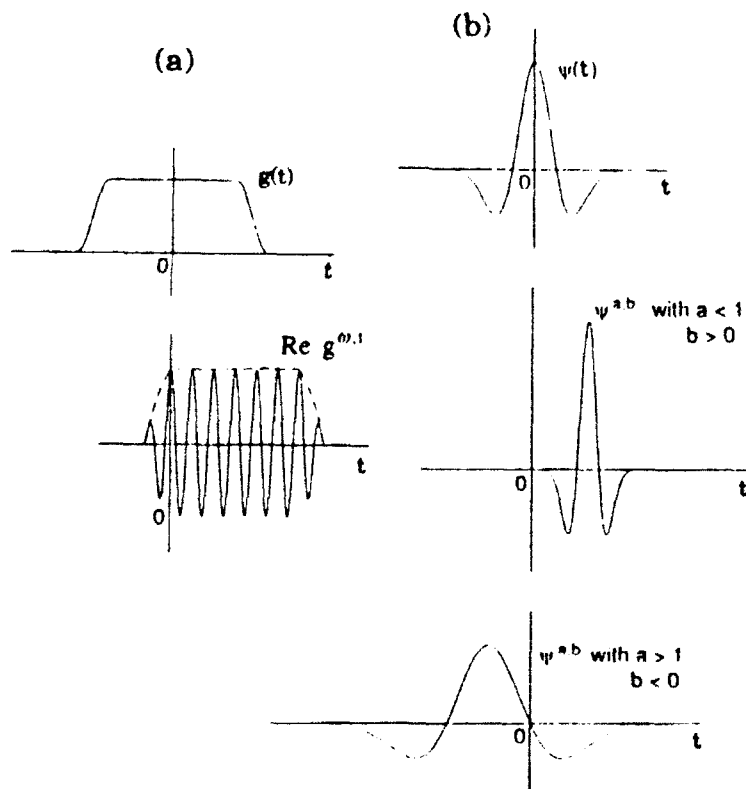 (a)
g(t)
0
t
Re g^ω,t
t
0
(b)
ψ(t)
0
t
ψ^a,b with a < 1
b > 0
0
t
ψ^a,b with a > 1
b < 0
0
t